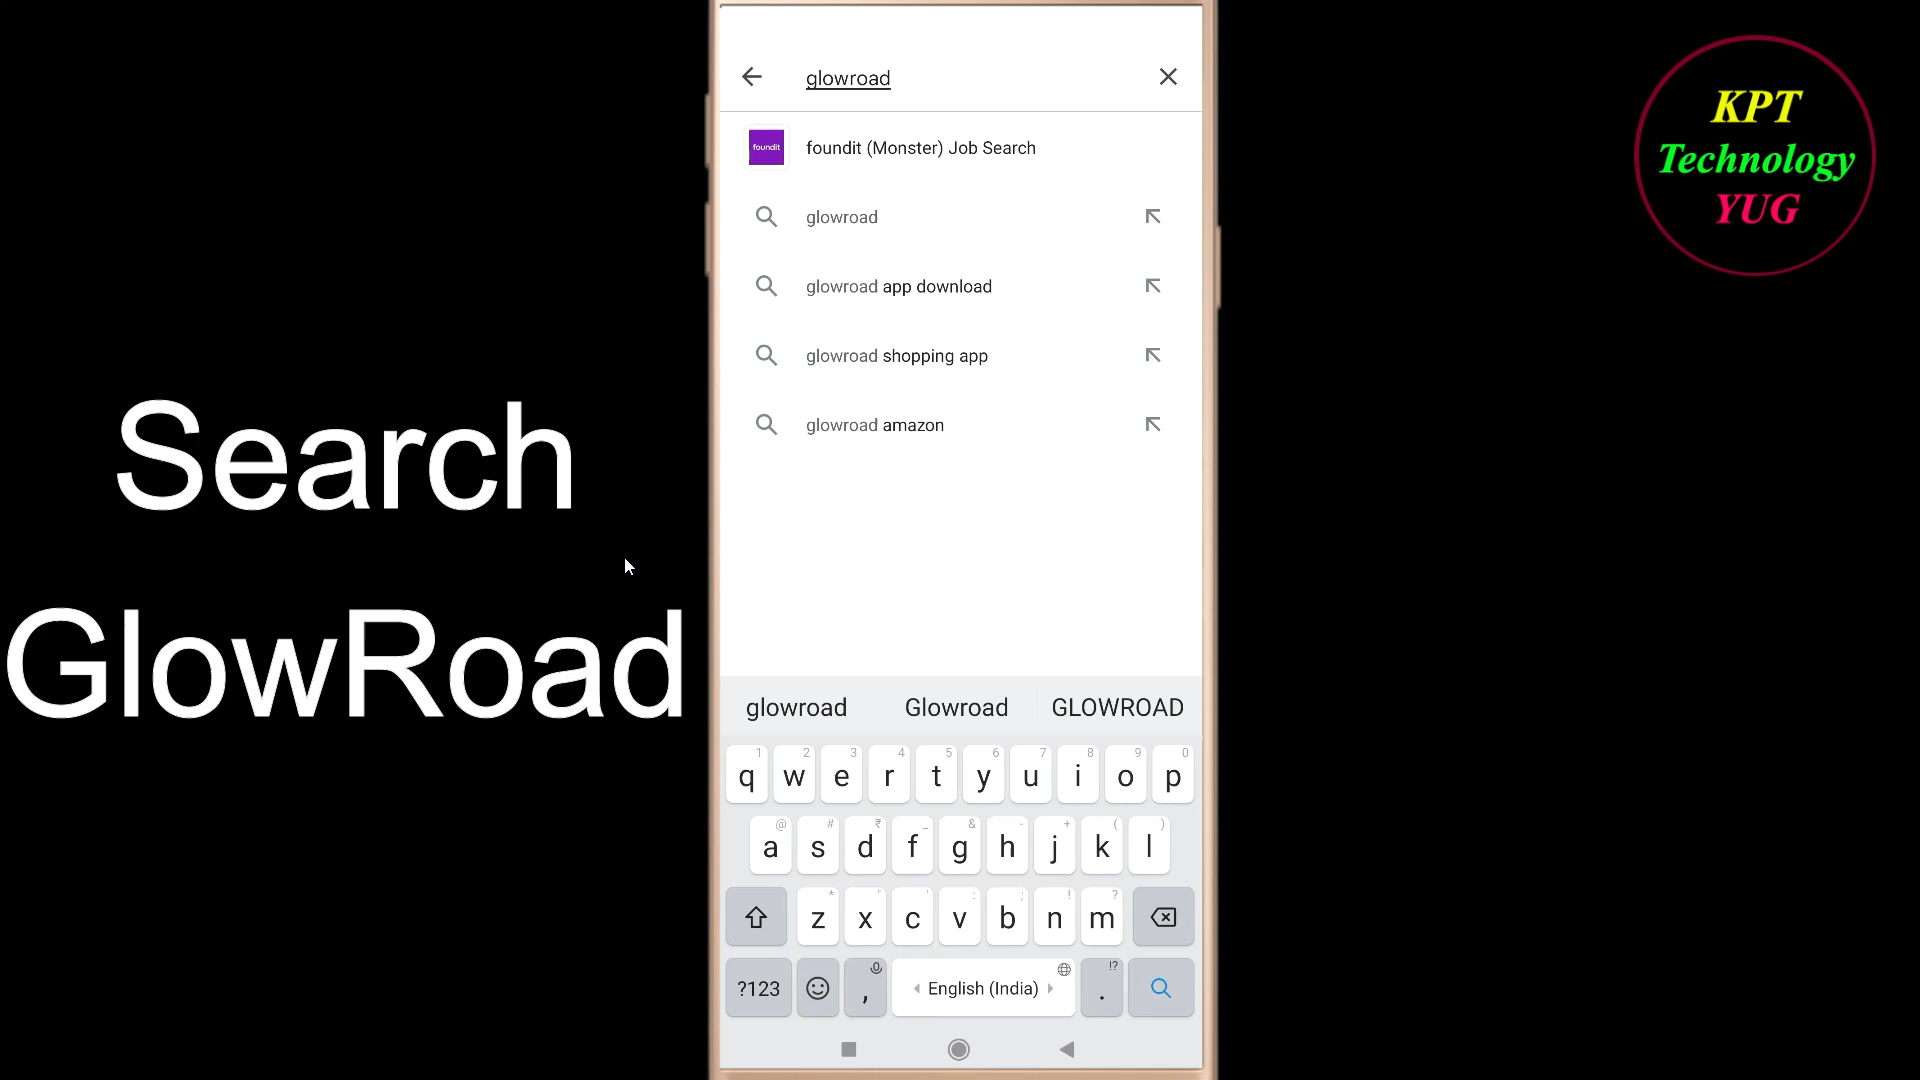 Search
GlowRoad
glowroad
foundit
foundit (Monster) Job Search
glowroad
glowroad app download
glowroad shopping app
glowroad amazon
glowroad Glowroad GLOWROAD
1 2 3 4 5 6 7 8 9 0
q w e r t y u i o p
@ # ₹ _ & - + ( )
a s d f g h j k l
* " ' : ; ! ?
z x c v b n m
!?
?123 , English (India) .
KPT
Technology
YUG